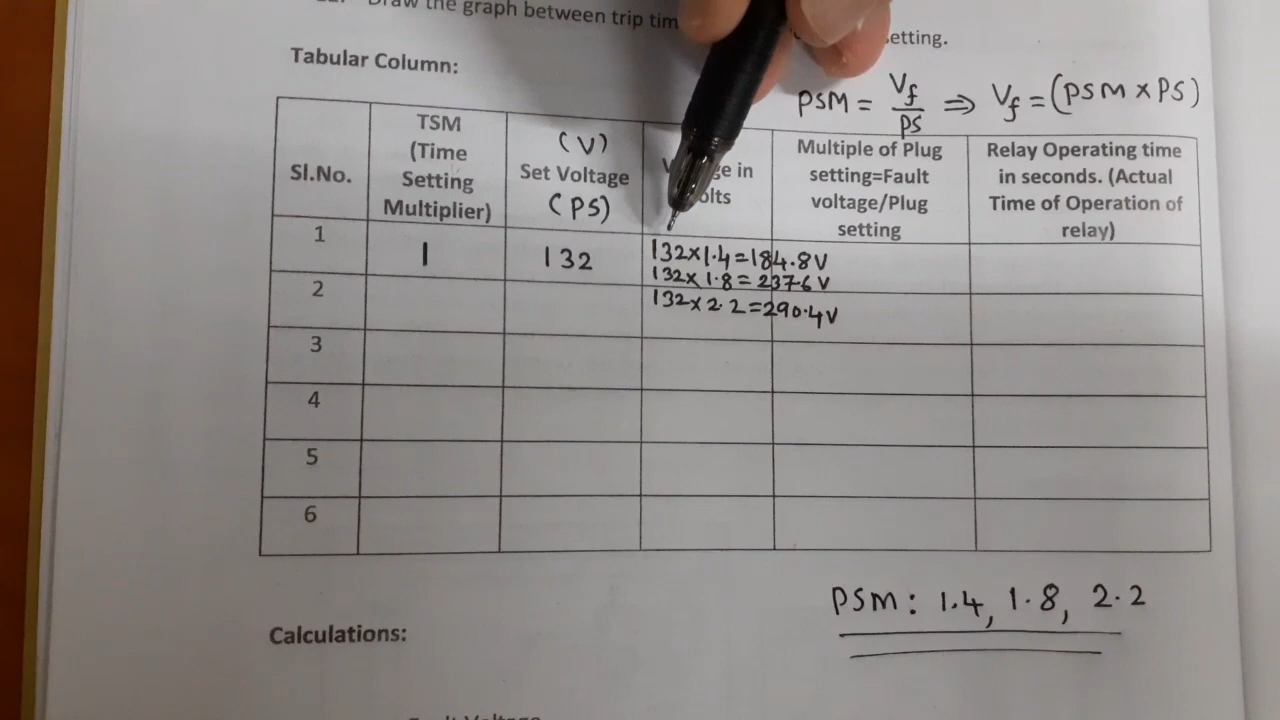 Draw the graph between trip tim
etting.
Tabular Column:
PSM = Vf/PS ⇒ Vf = (PSM × PS)
Sl.No.
TSM
(Time
Setting
Multiplier)
(V)
Set Voltage
(PS)
ge in
olts
Multiple of Plug
setting=Fault
voltage/Plug
setting
Relay Operating time
in seconds. (Actual
Time of Operation of
relay)
1
1
132
132×1.4=184.8V
132×1.8=237.6V
132×2.2=290.4V
2
3
4
5
6
PSM: 1.4, 1.8, 2.2
Calculations: